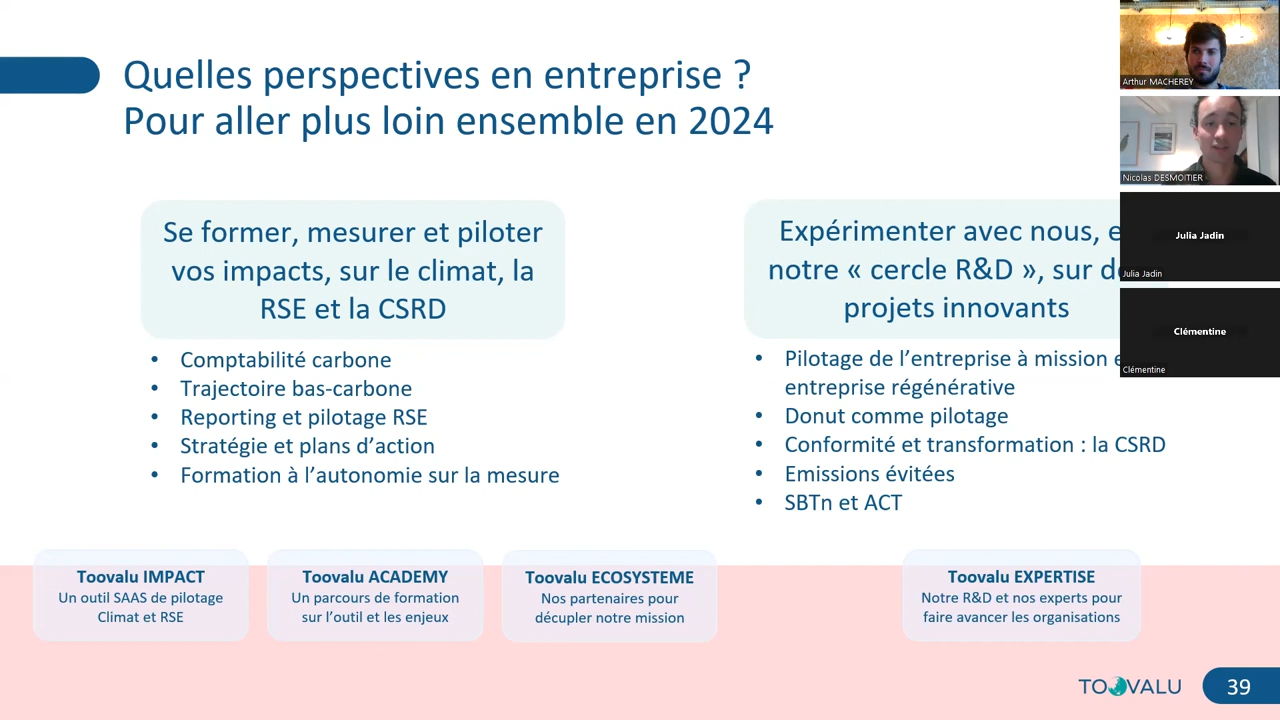 Quelles perspectives en entreprise ?
Pour aller plus loin ensemble en 2024
Se former, mesurer et piloter
vos impacts, sur le climat, la
RSE et la CSRD
• Comptabilité carbone
• Trajectoire bas-carbone
• Reporting et pilotage RSE
• Stratégie et plans d’action
• Formation à l’autonomie sur la mesure
Expérimenter avec nous,
notre « cercle R&D », sur
projets innovants
• Pilotage de l’entreprise à mission
entreprise régénérative
• Donut comme pilotage
• Conformité et transformation : la CSRD
• Emissions évitées
• SBTn et ACT
Toovalu IMPACT
Un outil SAAS de pilotage
Climat et RSE
Toovalu ACADEMY
Un parcours de formation
sur l’outil et les enjeux
Toovalu ECOSYSTEME
Nos partenaires pour
décupler notre mission
Toovalu EXPERTISE
Notre R&D et nos experts pour
faire avancer les organisations
TOOVALU
39
Arthur MACHEREY
Nicolas DESMOITIER
Julia Jadin
Julia Jadin
Clémentine
Clémentine